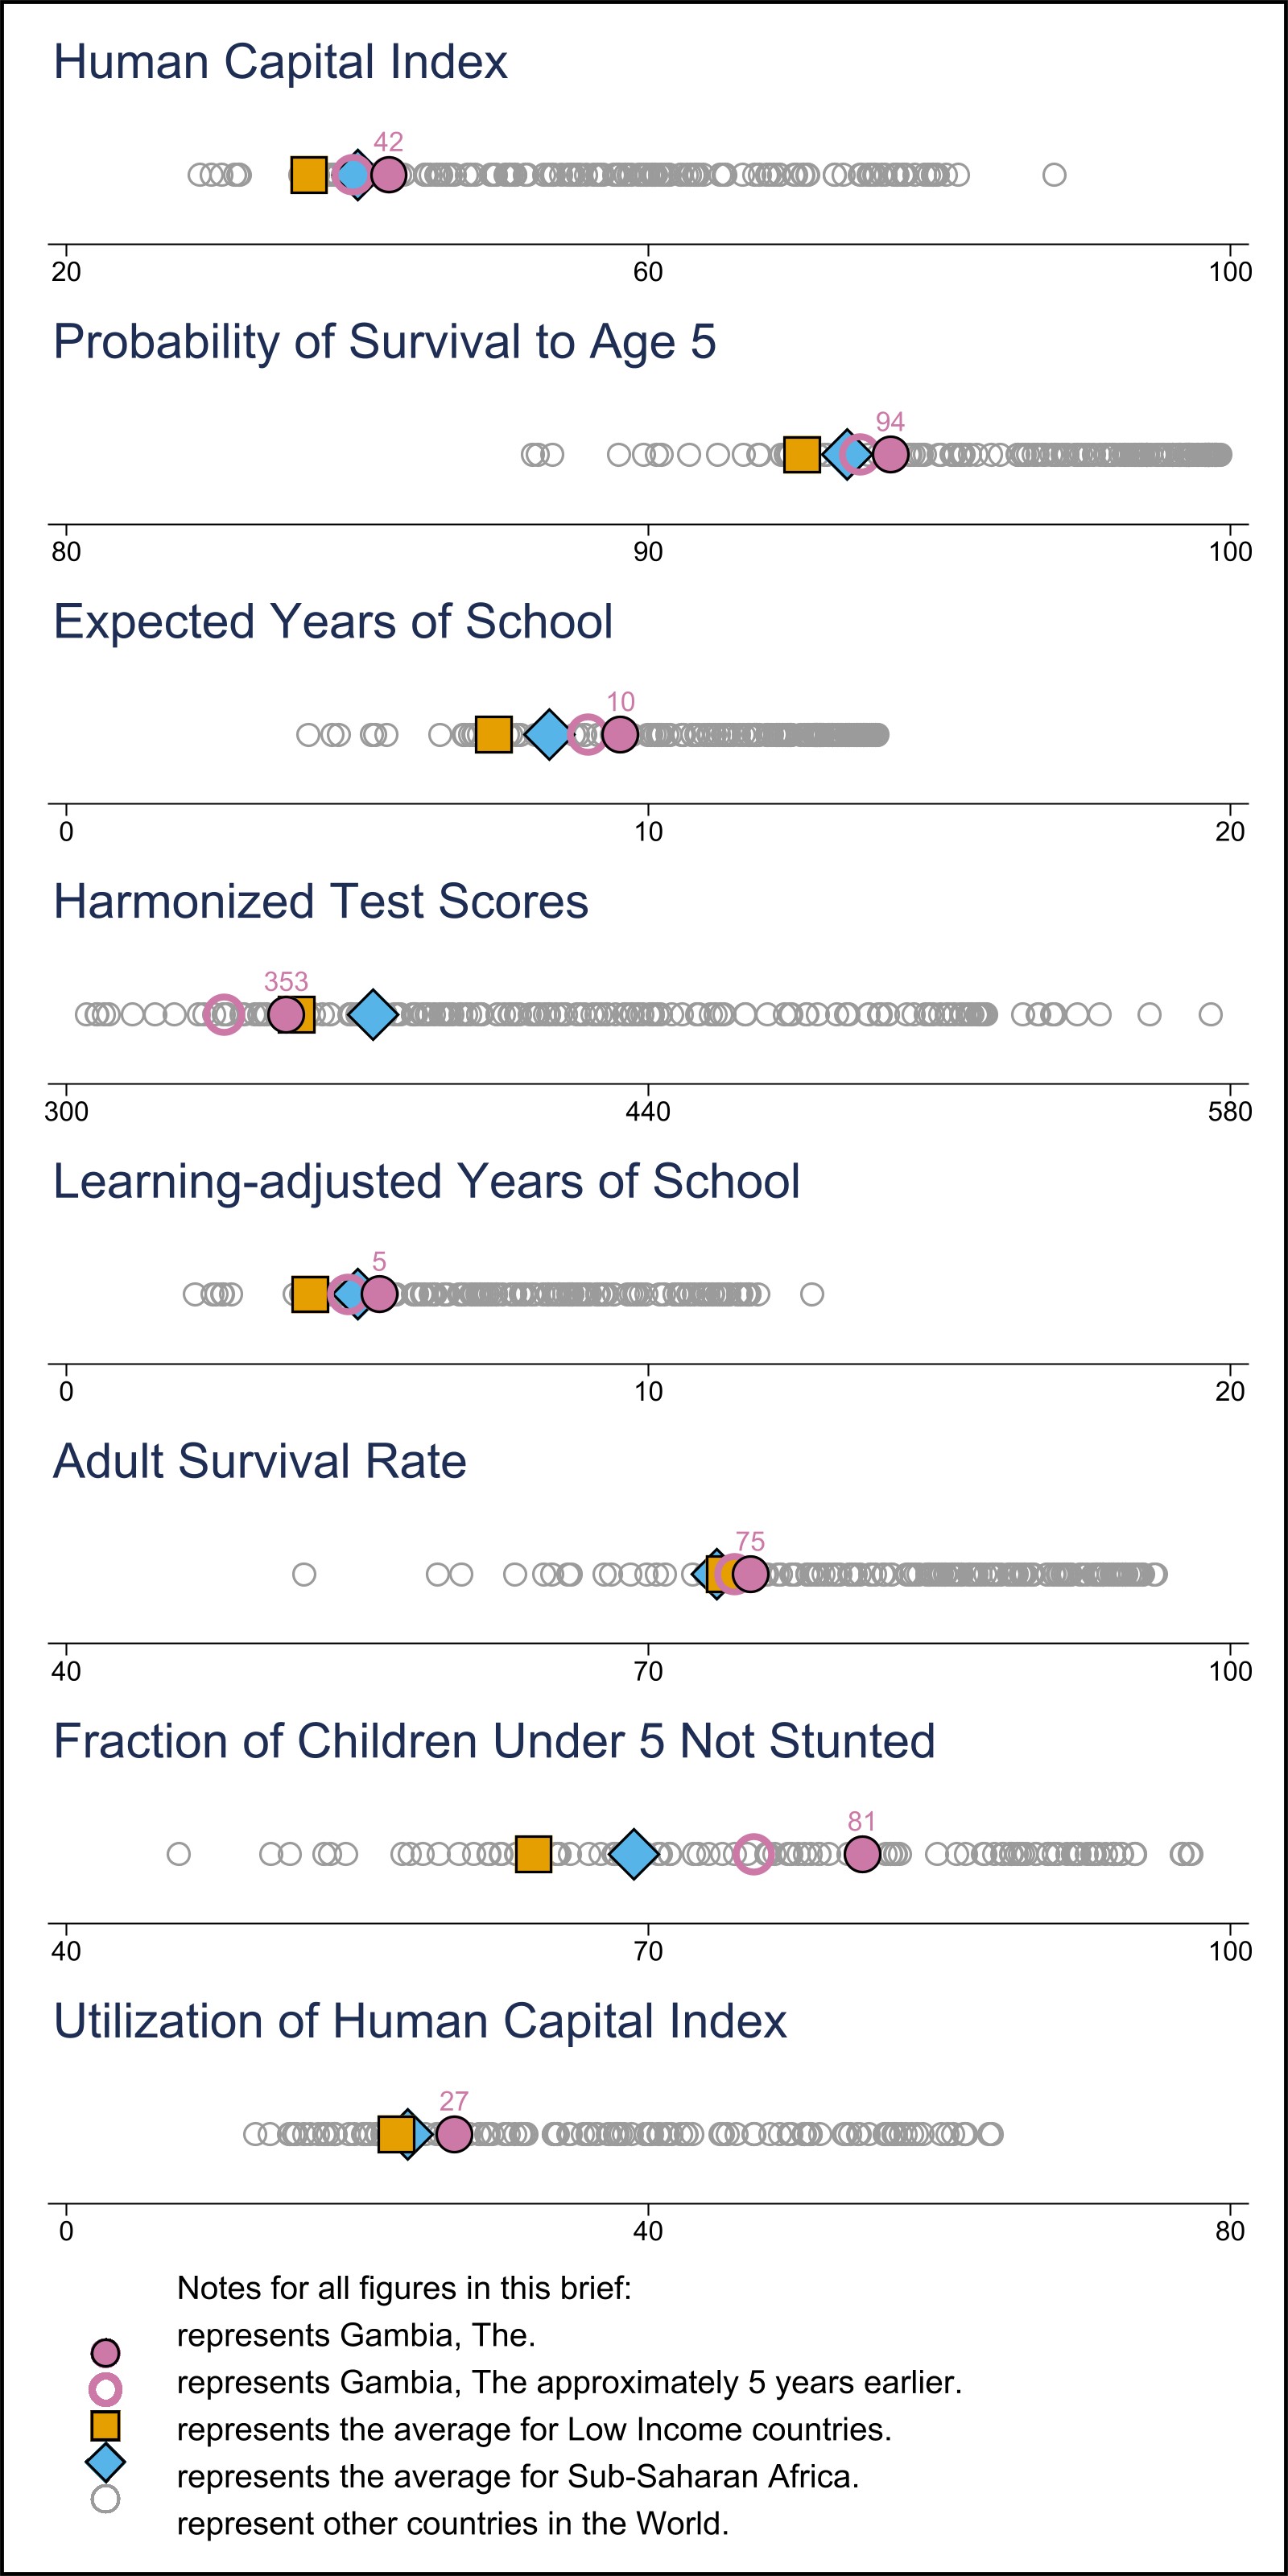 Human Capital Index
42
20 60 100
Probability of Survival to Age 5
94
80 90 100
Expected Years of School
10
0 10 20
Harmonized Test Scores
353
300 440 580
Learning-adjusted Years of School
5
0 10 20
Adult Survival Rate
75
40 70 100
Fraction of Children Under 5 Not Stunted
81
40 70 100
Utilization of Human Capital Index
27
0 40 80
Notes for all figures in this brief:
represents Gambia, The.
represents Gambia, The approximately 5 years earlier.
represents the average for Low Income countries.
represents the average for Sub-Saharan Africa.
represent other countries in the World.